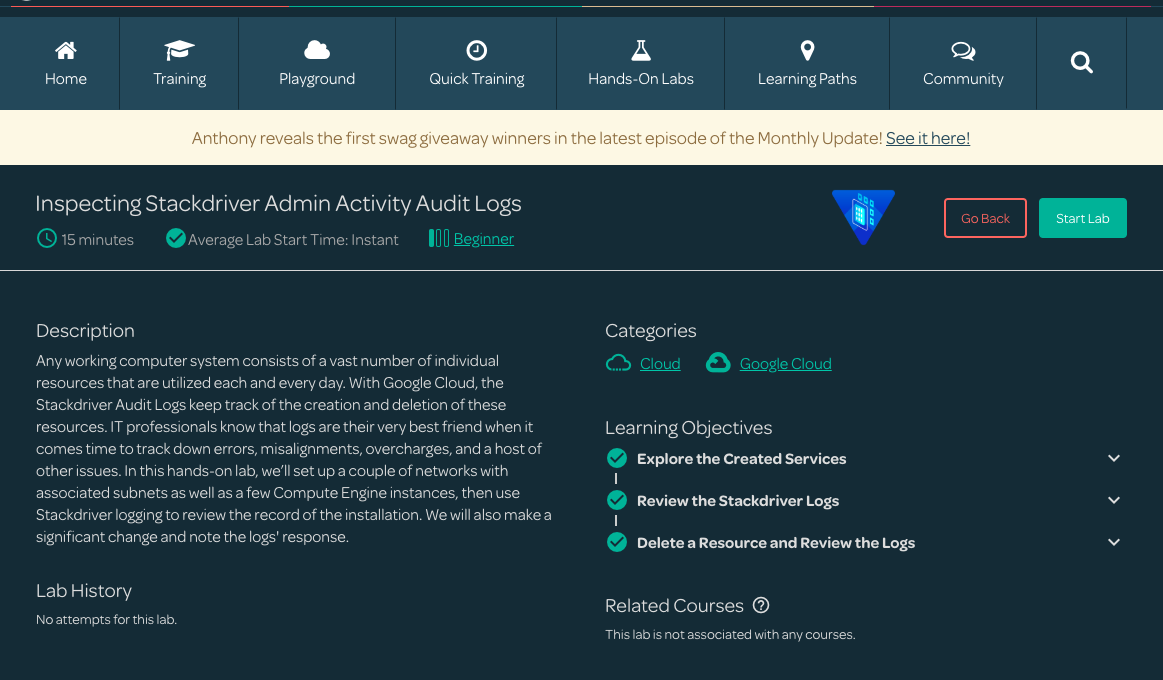 Home
Training
Playground
Quick Training
Hands-On Labs
Learning Paths
Community
Anthony reveals the first swag giveaway winners in the latest episode of the Monthly Update! See it here!
Inspecting Stackdriver Admin Activity Audit Logs
15 minutes
Average Lab Start Time: Instant
Beginner
Go Back
Start Lab
Description
Any working computer system consists of a vast number of individual
resources that are utilized each and every day. With Google Cloud, the
Stackdriver Audit Logs keep track of the creation and deletion of these
resources. IT professionals know that logs are their very best friend when it
comes time to track down errors, misalignments, overcharges, and a host of
other issues. In this hands-on lab, we’ll set up a couple of networks with
associated subnets as well as a few Compute Engine instances, then use
Stackdriver logging to review the record of the installation. We will also make a
significant change and note the logs' response.
Lab History
No attempts for this lab.
Categories
Cloud
Google Cloud
Learning Objectives
Explore the Created Services
Review the Stackdriver Logs
Delete a Resource and Review the Logs
Related Courses
This lab is not associated with any courses.